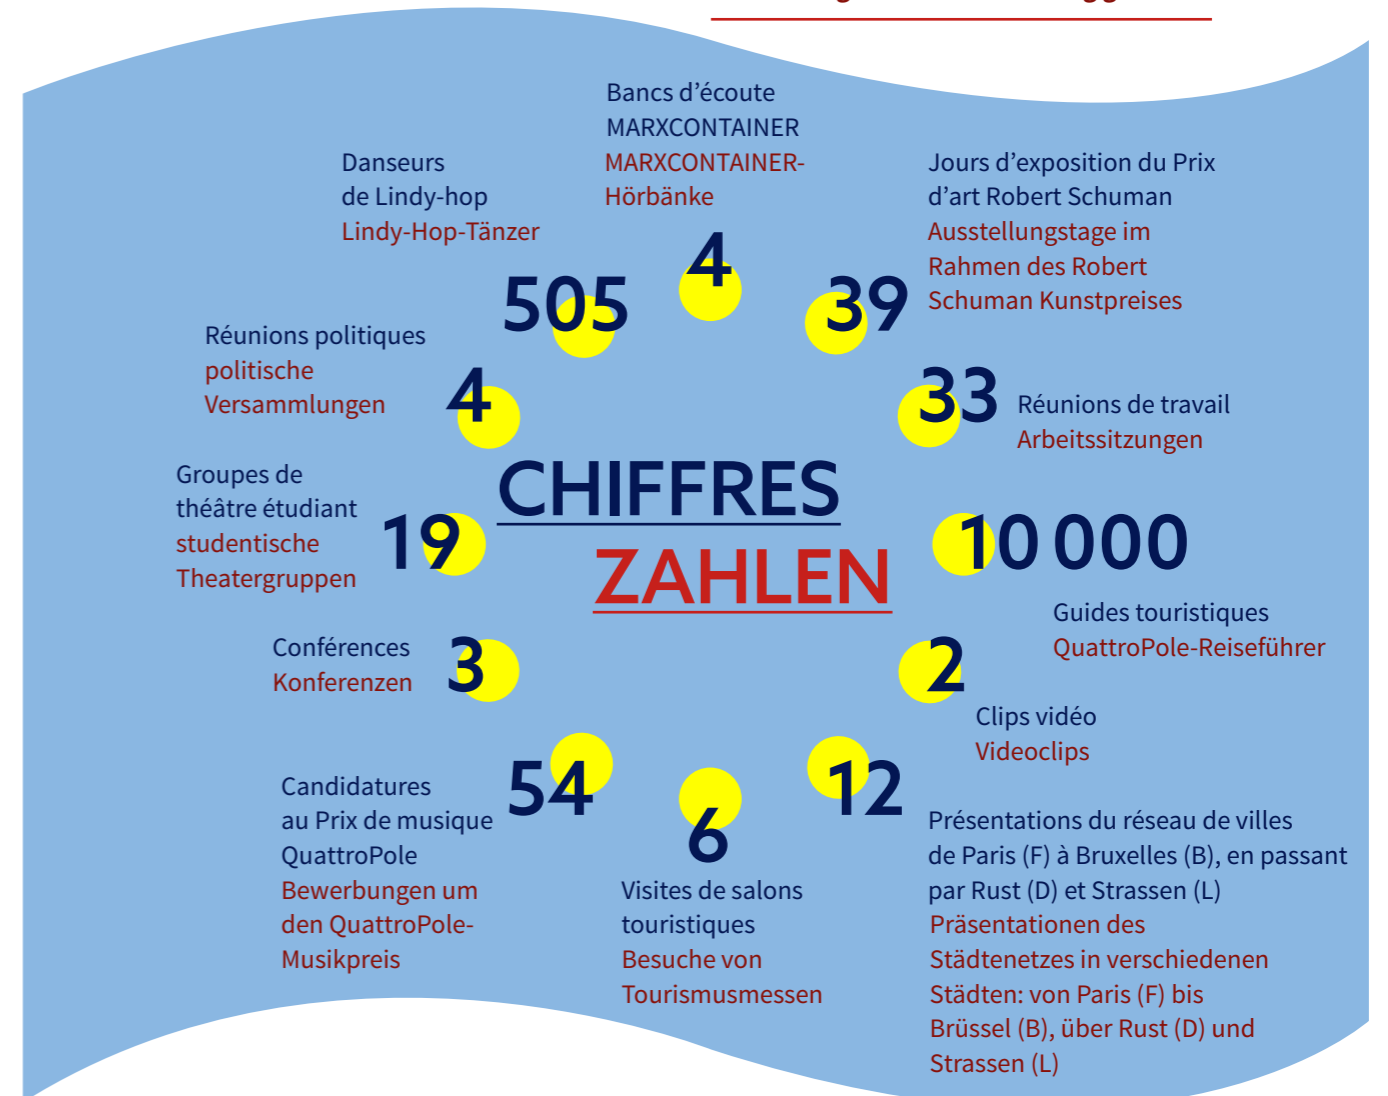 Bancs d’écoute
MARXCONTAINER
MARXCONTAINER-
Hörbänke
4
Jours d’exposition du Prix
d’art Robert Schuman
Ausstellungstage im
Rahmen des Robert
Schuman Kunstpreises
39
33
Réunions de travail
Arbeitssitzungen
10 000
Guides touristiques
QuattroPole-Reiseführer
2
Clips vidéo
Videoclips
12
Présentations du réseau de villes
de Paris (F) à Bruxelles (B), en passant
par Rust (D) et Strassen (L)
Präsentationen des
Städtenetzes in verschiedenen
Städten: von Paris (F) bis
Brüssel (B), über Rust (D) und
Strassen (L)
6
Visites de salons
touristiques
Besuche von
Tourismusmessen
54
Candidatures
au Prix de musique
QuattroPole
Bewerbungen um
den QuattroPole-
Musikpreis
3
Conférences
Konferenzen
19
Groupes de
théâtre étudiant
studentische
Theatergruppen
4
Réunions politiques
politische
Versammlungen
505
Danseurs
de Lindy-hop
Lindy-Hop-Tänzer
CHIFFRES
ZAHLEN